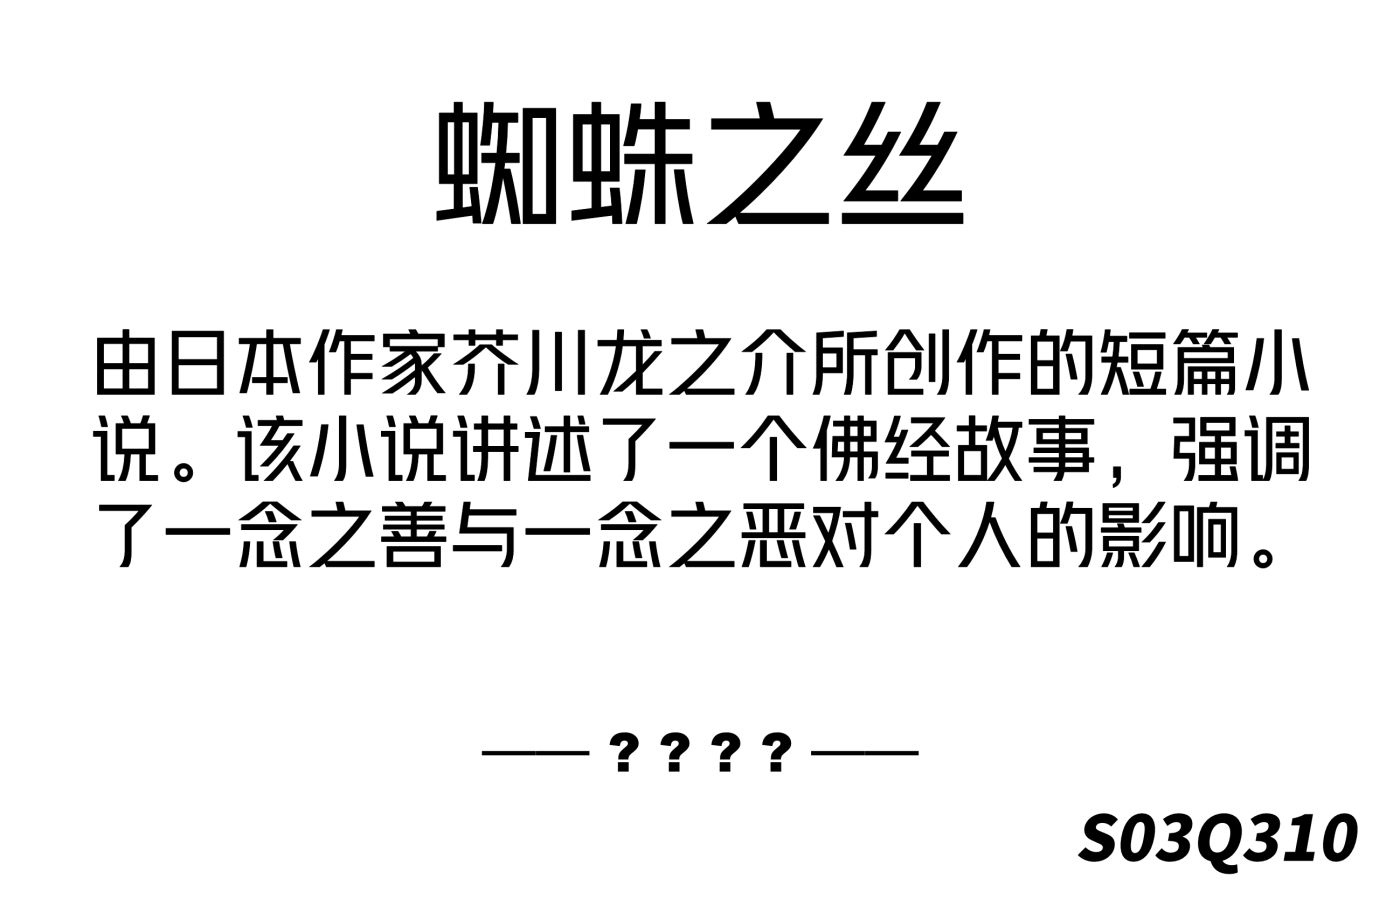 蜘蛛之丝
由日本作家芥川龙之介所创作的短篇小
说。该小说讲述了一个佛经故事，强调
了一念之善与一念之恶对个人的影响。
——？？？？——
S03Q310